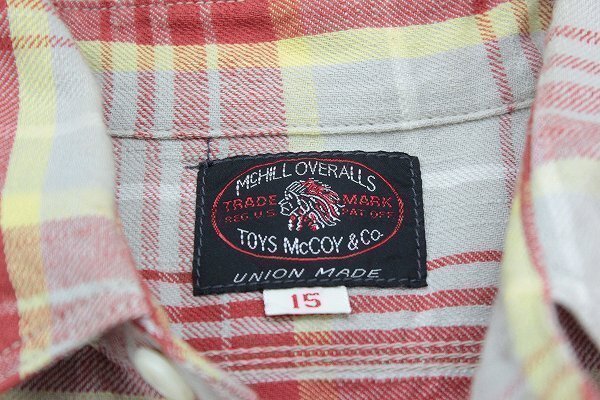 McHILL OVERALLS
TRADE MARK
REG. U.S. PAT. OFF.
TOYS McCOY & Co.
UNION MADE
15